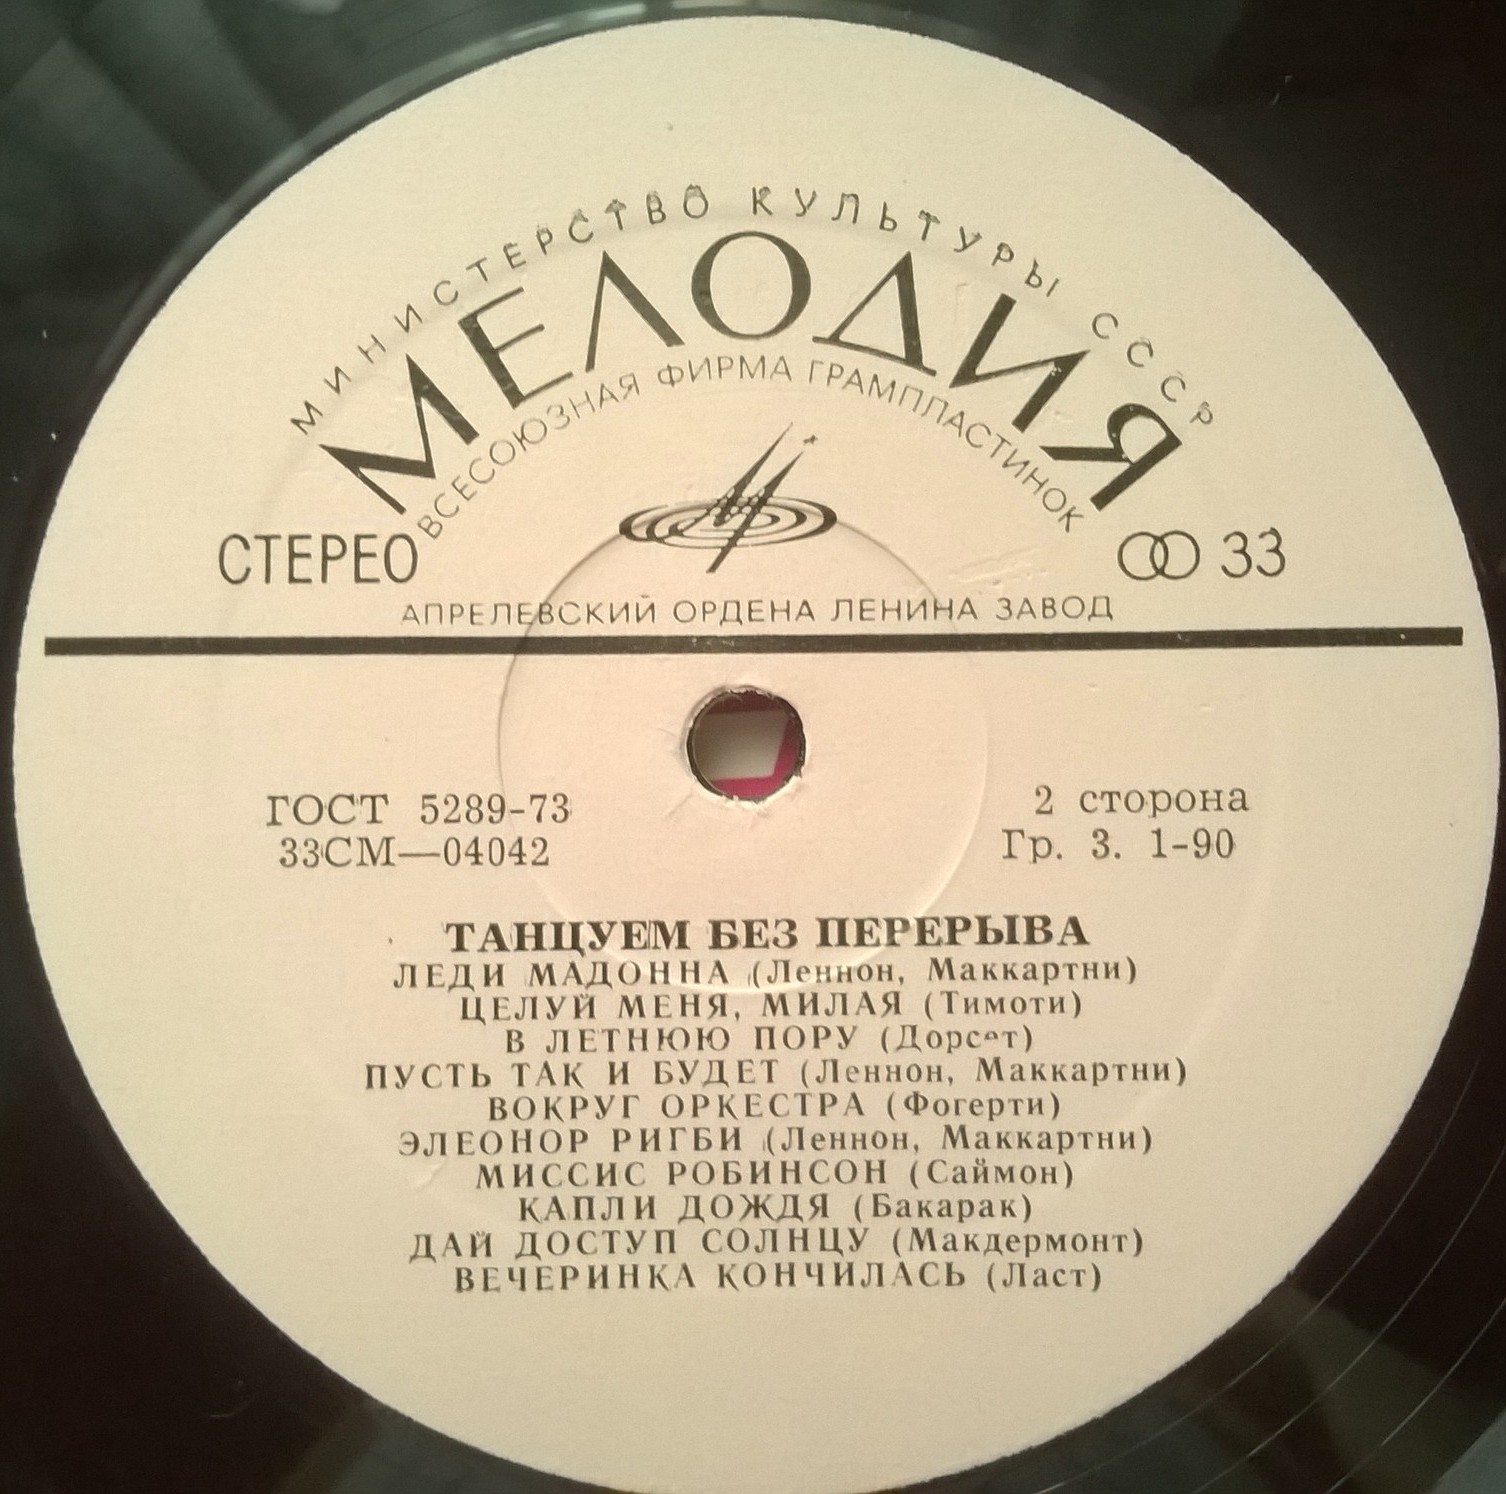 МИНИСТЕРСТВО КУЛЬТУРЫ СССР
МЕЛОДИЯ
ВСЕСОЮЗНАЯ ФИРМА ГРАМПЛАСТИНОК
СТЕРЕО
33
АПРЕЛЕВСКИЙ ОРДЕНА ЛЕНИНА ЗАВОД
ГОСТ 5289-73
33СМ—04042
2 сторона
Гр. 3. 1-90
ТАНЦУЕМ БЕЗ ПЕРЕРЫВА
ЛЕДИ МАДОННА (Леннон, Маккартни)
ЦЕЛУЙ МЕНЯ, МИЛАЯ (Тимоти)
В ЛЕТНЮЮ ПОРУ (Дорсет)
ПУСТЬ ТАК И БУДЕТ (Леннон, Маккартни)
ВОКРУГ ОРКЕСТРА (Фогерти)
ЭЛЕОНОР РИГБИ (Леннон, Маккартни)
МИССИС РОБИНСОН (Саймон)
КАПЛИ ДОЖДЯ (Бакарак)
ДАЙ ДОСТУП СОЛНЦУ (Макдермонт)
ВЕЧЕРИНКА КОНЧИЛАСЬ (Ласт)